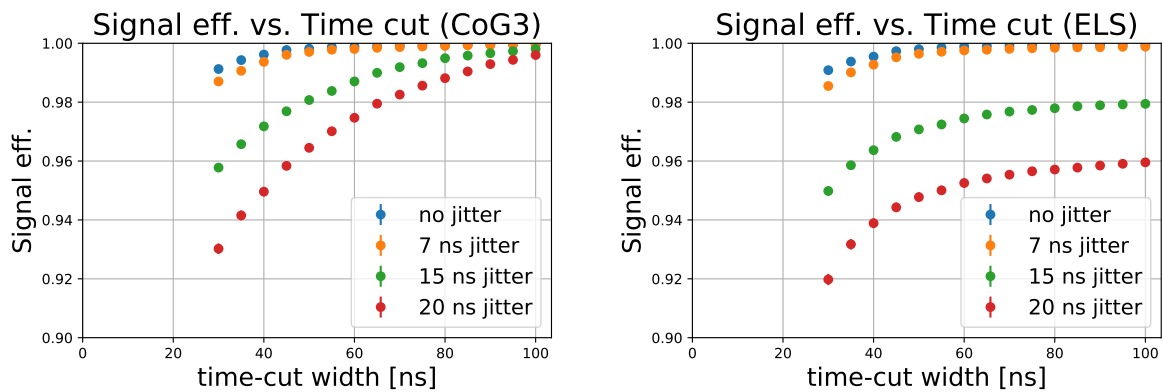 Signal eff. vs. Time cut (CoG3)
Signal eff.
1.00
0.98
0.96
0.94
0.92
0.90
0
20
40
60
80
100
time-cut width [ns]
no jitter
7 ns jitter
15 ns jitter
20 ns jitter
Signal eff. vs. Time cut (ELS)
Signal eff.
1.00
0.98
0.96
0.94
0.92
0.90
0
20
40
60
80
100
time-cut width [ns]
no jitter
7 ns jitter
15 ns jitter
20 ns jitter